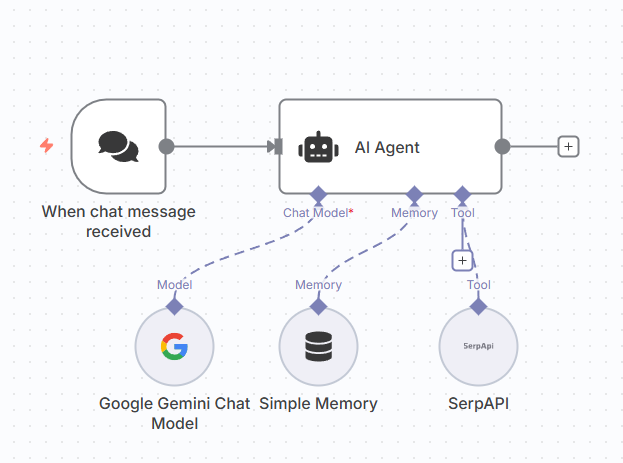 AI Agent
When chat message
received
Chat Model*
Memory
Tool
Model
Memory
Tool
SerpApi
Google Gemini Chat
Model
Simple Memory
SerpAPI